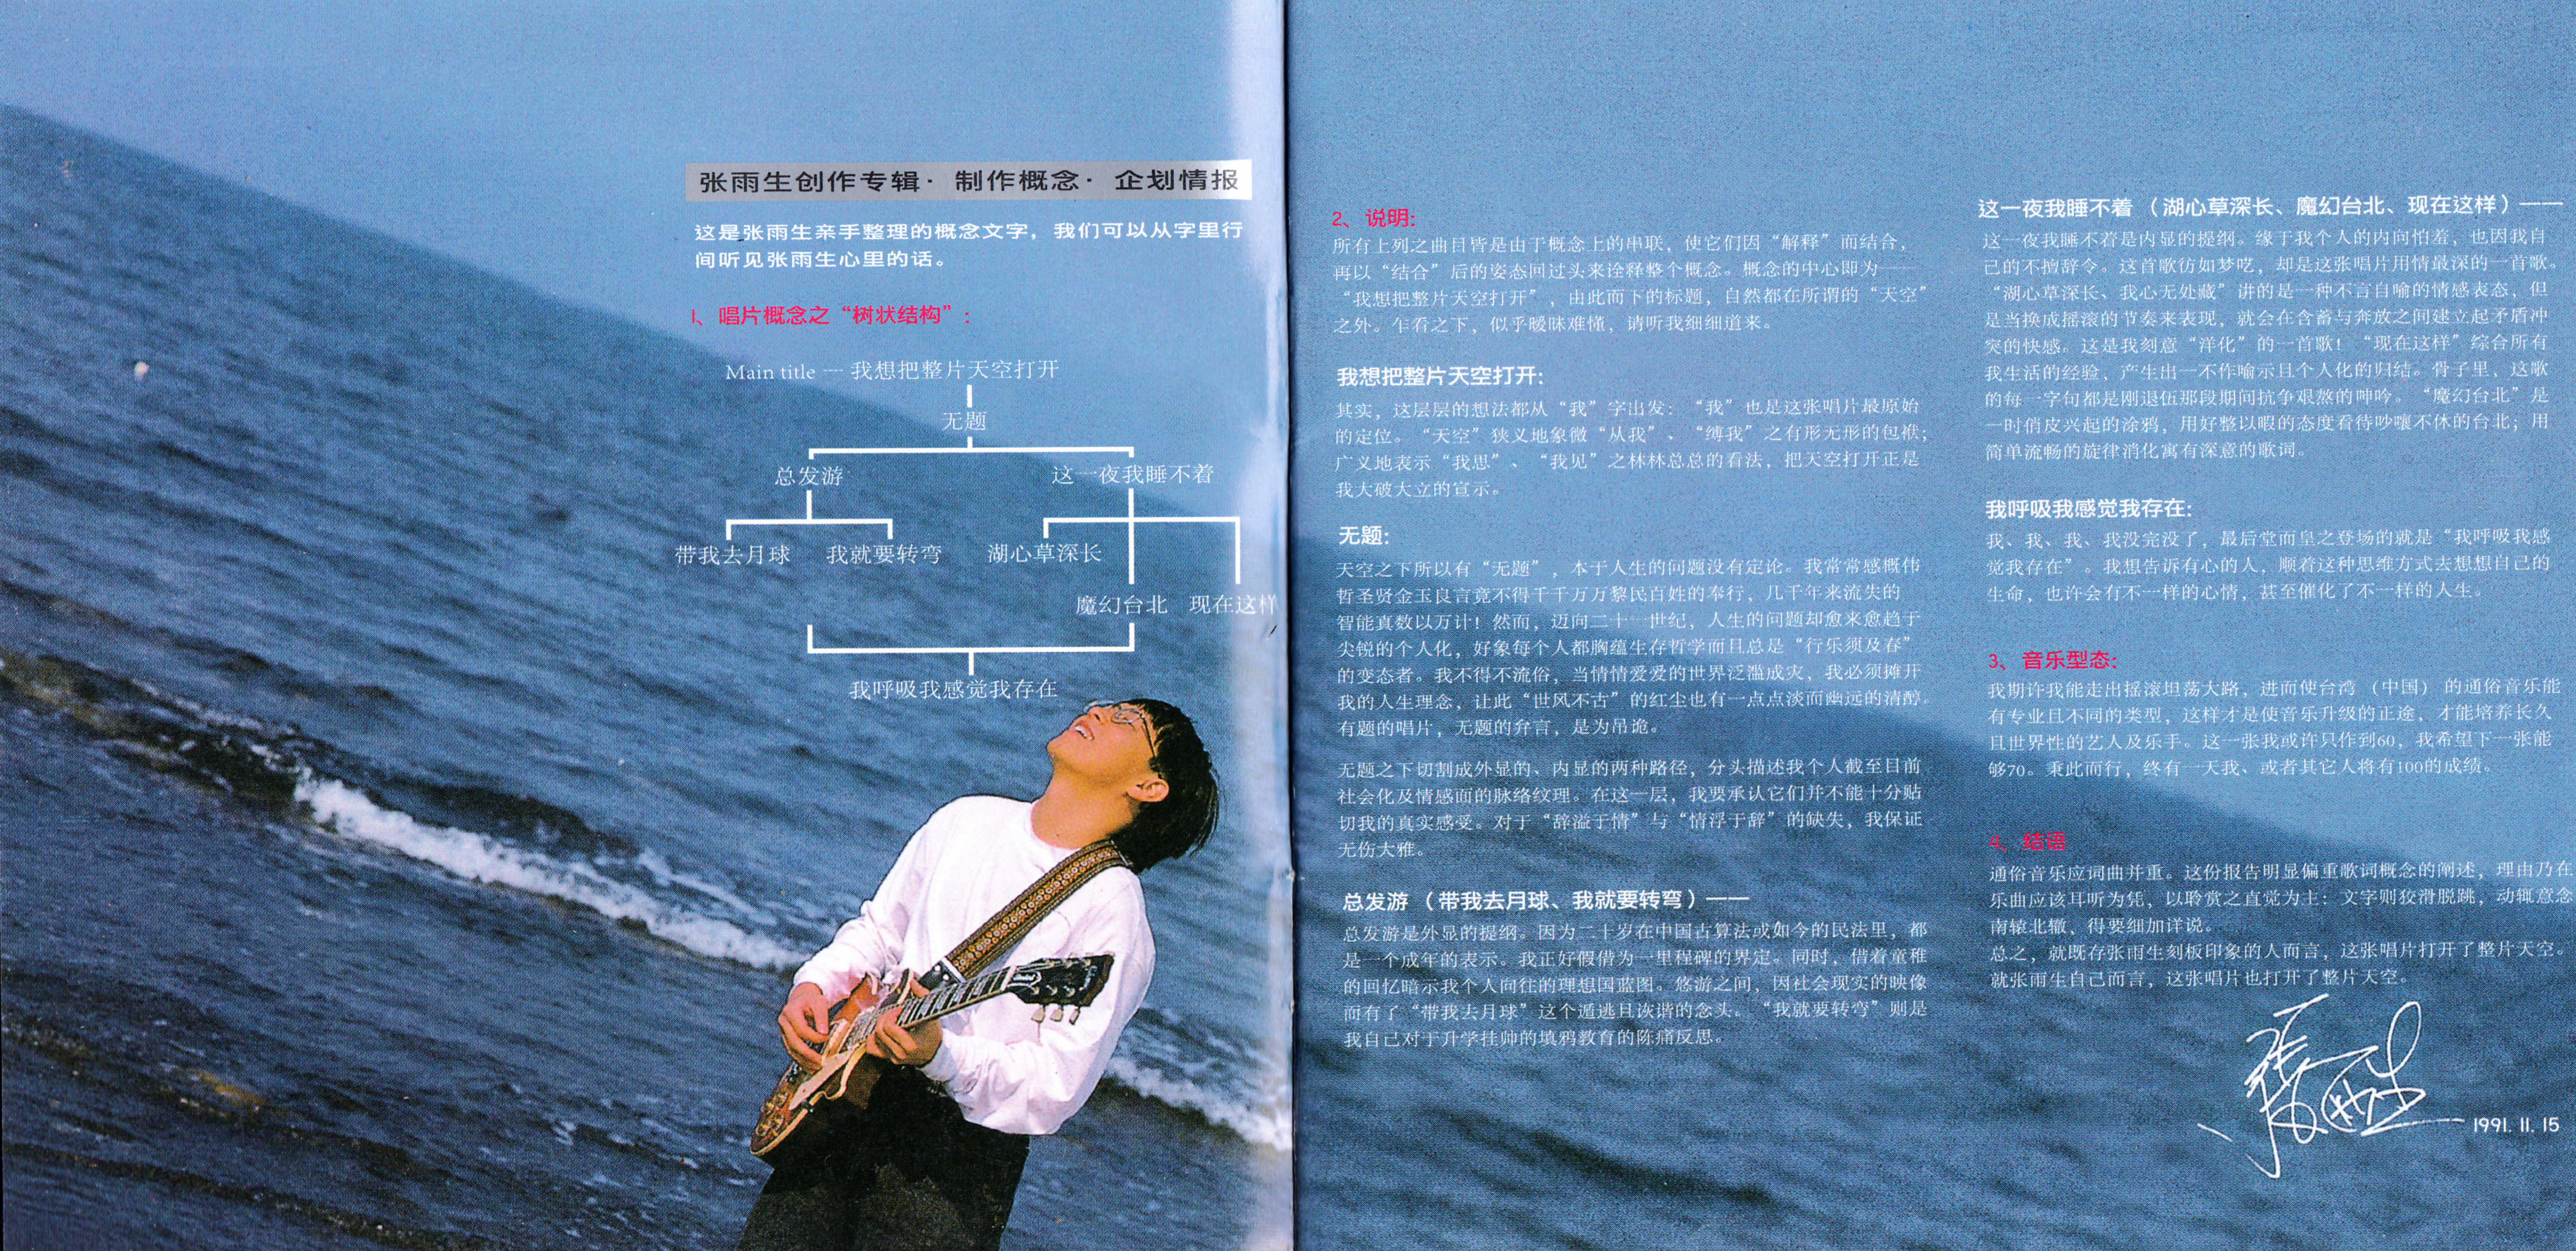 张雨生创作专辑· 制作概念· 企划情报
这是张雨生亲手整理的概念文字，我们可以从字里行
间听见张雨生心里的话。
1、唱片概念之“树状结构”：
Main title — 我想把整片天空打开
无题
总发游
这一夜我睡不着
带我去月球
我就要转弯
湖心草深长
魔幻台北
现在这样
我呼吸我感觉我存在
2、说明:
所有上列之曲目皆是由于概念上的串联，使它们因“解释”而结合，
再以“结合”后的姿态回过头来诠释整个概念。概念的中心即为——
“我想把整片天空打开”，由此而下的标题，自然都在所谓的“天空”
之外。乍看之下，似乎暧昧难懂，请听我细细道来。
我想把整片天空打开:
其实，这层层的想法都从“我”字出发：“我”也是这张唱片最原始
的定位。“天空”狭义地象微“从我”、“缚我”之有形无形的包袱；
广义地表示“我思”、“我见”之林林总总的看法，把天空打开正是
我大破大立的宣示。
无题:
天空之下所以有“无题”，本于人生的问题没有定论。我常常感概伟
哲圣贤金玉良言竟不得千千万万黎民百姓的奉行，几千年来流失的
智能真数以万计！然而，迈向二十一世纪，人生的问题却愈来愈趋于
尖锐的个人化，好象每个人都胸蕴生存哲学而且总是“行乐须及春”
的变态者。我不得不流俗，当情情爱爱的世界泛滥成灾，我必须摊开
我的人生理念，让此“世风不古”的红尘也有一点点淡而幽远的清醇。
有题的唱片，无题的弁言，是为吊诡。
无题之下切割成外显的、内显的两种路径，分头描述我个人截至目前
社会化及情感面的脉络纹理。在这一层，我要承认它们并不能十分贴
切我的真实感受。对于“辞溢于情”与“情浮于辞”的缺失，我保证
无伤大雅。
总发游 （带我去月球、我就要转弯）——
总发游是外显的提纲。因为二十岁在中国古算法或如今的民法里，都
是一个成年的表示。我正好假借为一里程碑的界定。同时，借着童稚
的回忆暗示我个人向往的理想国蓝图。悠游之间，因社会现实的映像
而有了“带我去月球”这个遁逃且诙谐的念头。“我就要转弯”则是
我自己对于升学挂帅的填鸦教育的陈痛反思。
这一夜我睡不着 （湖心草深长、魔幻台北、现在这样）——
这一夜我睡不着是内显的提纲。缘于我个人的内向怕羞，也因我自
己的不擅辞令。这首歌彷如梦呓，却是这张唱片用情最深的一首歌。
“湖心草深长、我心无处藏”讲的是一种不言自喻的情感表态，但
是当换成摇滚的节奏来表现，就会在含蓄与奔放之间建立起矛盾冲
突的快感。这是我刻意“洋化”的一首歌！“现在这样”综合所有
我生活的经验，产生出一不作喻示且个人化的归结。骨子里，这歌
的每一字句都是刚退伍那段期间抗争艰熬的呻吟。“魔幻台北”是
一时俏皮兴起的涂鸦，用好整以暇的态度看待吵嚷不休的台北；用
简单流畅的旋律消化寓有深意的歌词。
我呼吸我感觉我存在:
我、我、我、我没完没了，最后堂而皇之登场的就是“我呼吸我感
觉我存在”。我想告诉有心的人，顺着这种思维方式去想想自己的
生命，也许会有不一样的心情，甚至催化了不一样的人生。
3、音乐型态:
我期许我能走出摇滚坦荡大路，进而使台湾 （中国） 的通俗音乐能
有专业且不同的类型，这样才是使音乐升级的正途，才能培养长久
且世界性的艺人及乐手。这一张我或许只作到60，我希望下一张能
够70。秉此而行，终有一天我、或者其它人将有100的成绩。
4、结语
通俗音乐应词曲并重。这份报告明显偏重歌词概念的阐述，理由乃在
乐曲应该耳听为凭，以聆赏之直觉为主：文字则狡滑脱跳，动辄意念
南辕北辙、得要细加详说。
总之，就既存张雨生刻板印象的人而言，这张唱片打开了整片天空。
就张雨生自己而言，这张唱片也打开了整片天空。
張雨生
1991. 11. 15